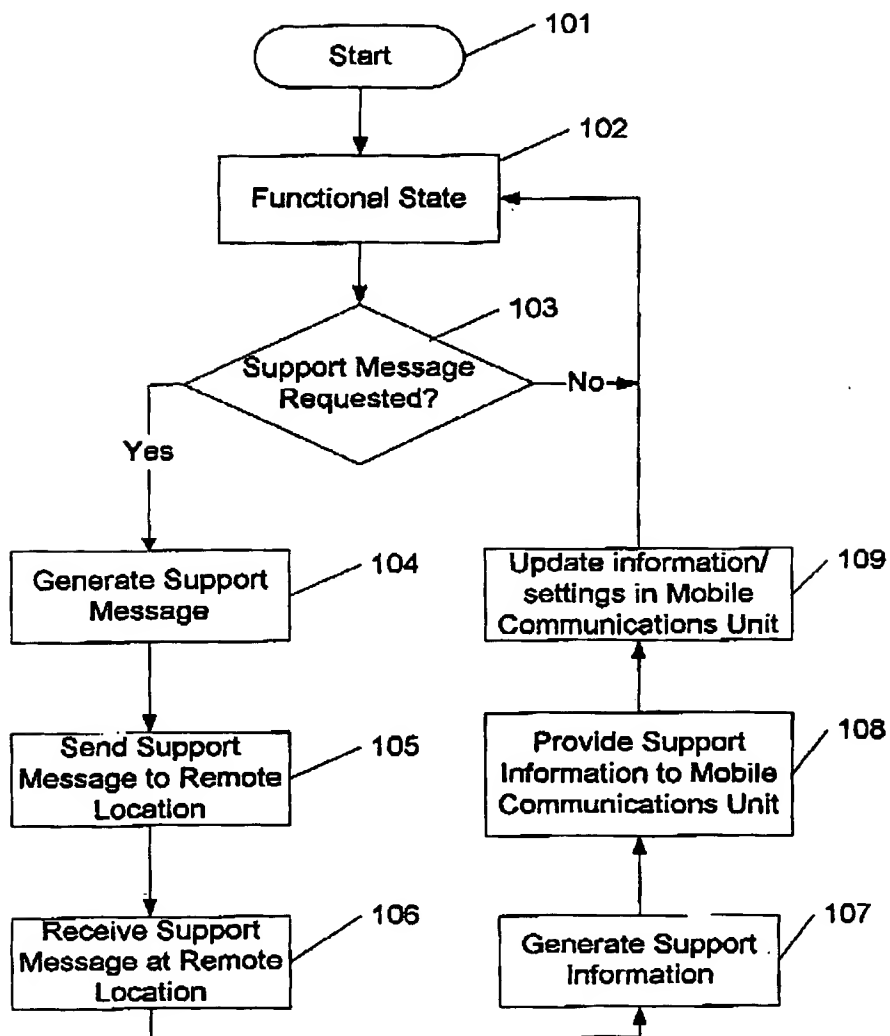 Start
101
102
Functional State
103
Support Message
Requested?
No
Yes
104
Generate Support
Message
Update information/
settings in Mobile
Communications Unit
109
105
Send Support
Message to Remote
Location
Provide Support
Information to Mobile
Communications Unit
108
106
Receive Support
Message at Remote
Location
107
Generate Support
Information